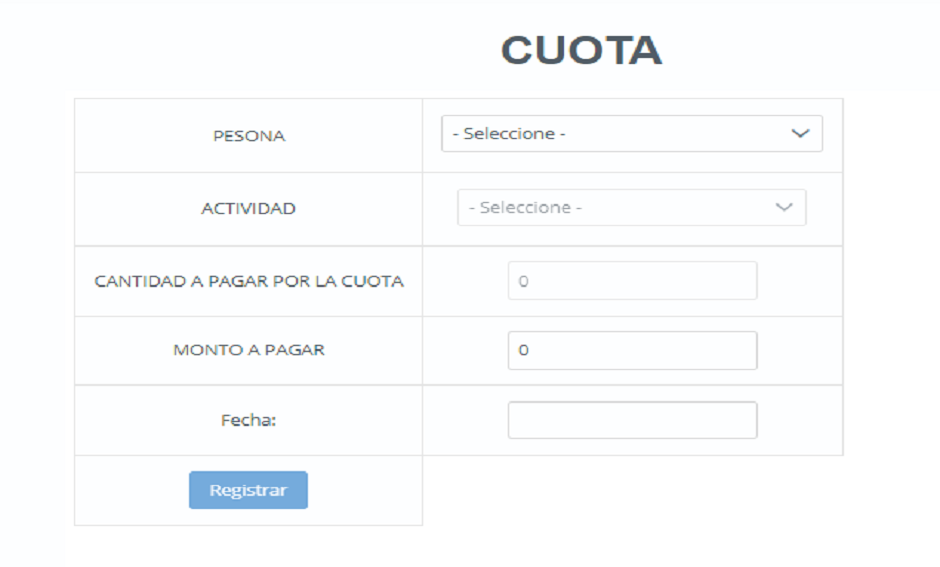 CUOTA
PESONA
- Seleccione -
ACTIVIDAD
- Seleccione -
CANTIDAD A PAGAR POR LA CUOTA
0
MONTO A PAGAR
0
Fecha:
Registrar